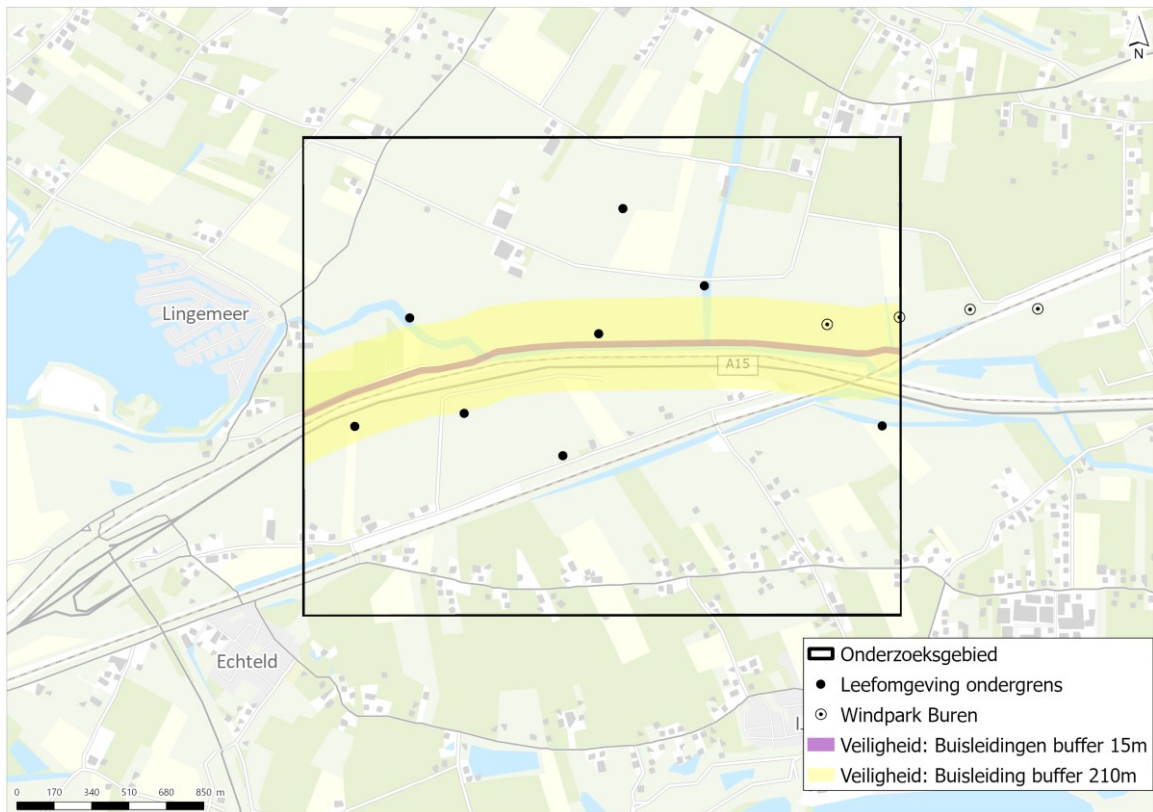 N
Lingemeer
A15
Echteld
Onderzoeksgebied
Leefomgeving ondergrens
Windpark Buren
Veiligheid: Buisleidingen buffer 15m
Veiligheid: Buisleiding buffer 210m
0 170 340 510 680 850 m